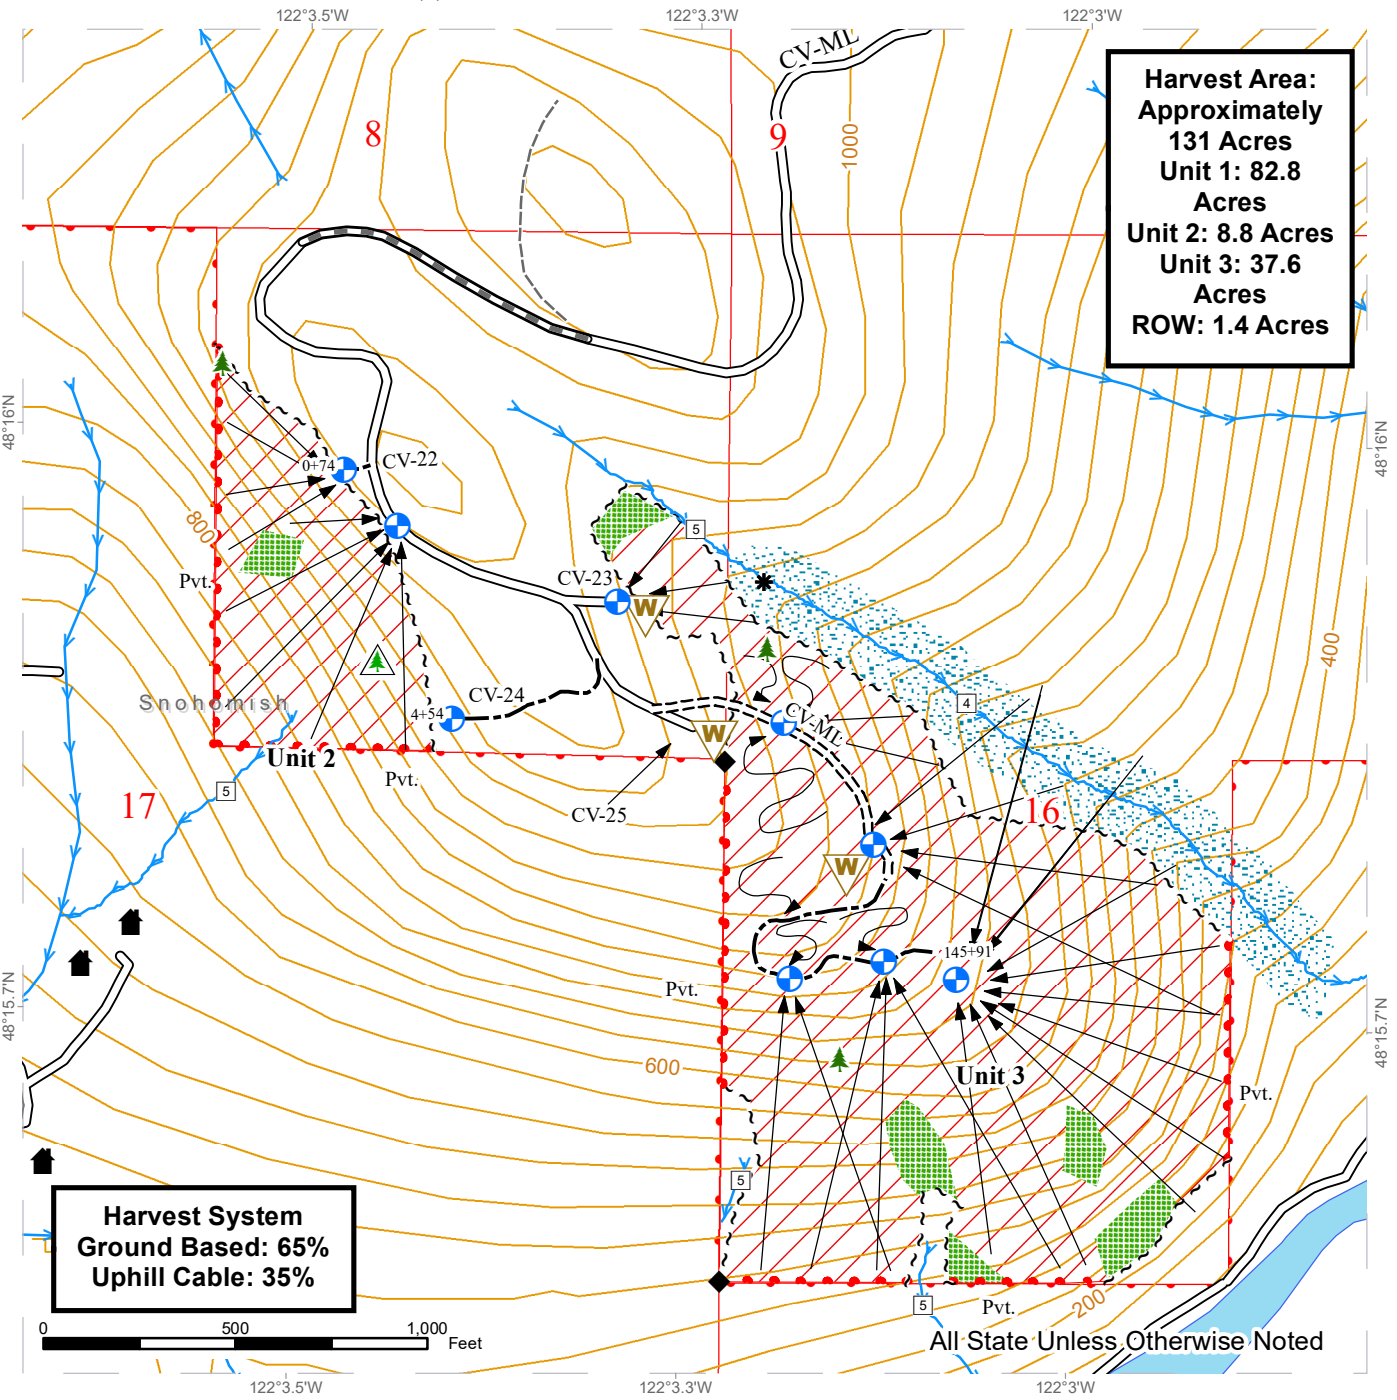 122°3.5'W
122°3.3'W
122°3'W
CV-ML
Harvest Area:
Approximately
131 Acres
Unit 1: 82.8
Acres
Unit 2: 8.8 Acres
Unit 3: 37.6
Acres
ROW: 1.4 Acres
8
9
1000
48°16'N
48°16'N
0+74
CV-22
800
5
Pvt.
CV-23
W
400
Snohomish
CV-24
4+54
4
W
CV-ML
Unit 2
Pvt.
5
17
CV-25
16
W
145+91
Pvt.
48°15.7'N
48°15.7'N
600
Unit 3
Pvt.
5
Harvest System
Ground Based: 65%
Uphill Cable: 35%
5
Pvt.
200
0
500
1,000
Feet
All State Unless Otherwise Noted
122°3.5'W
122°3.3'W
122°3'W